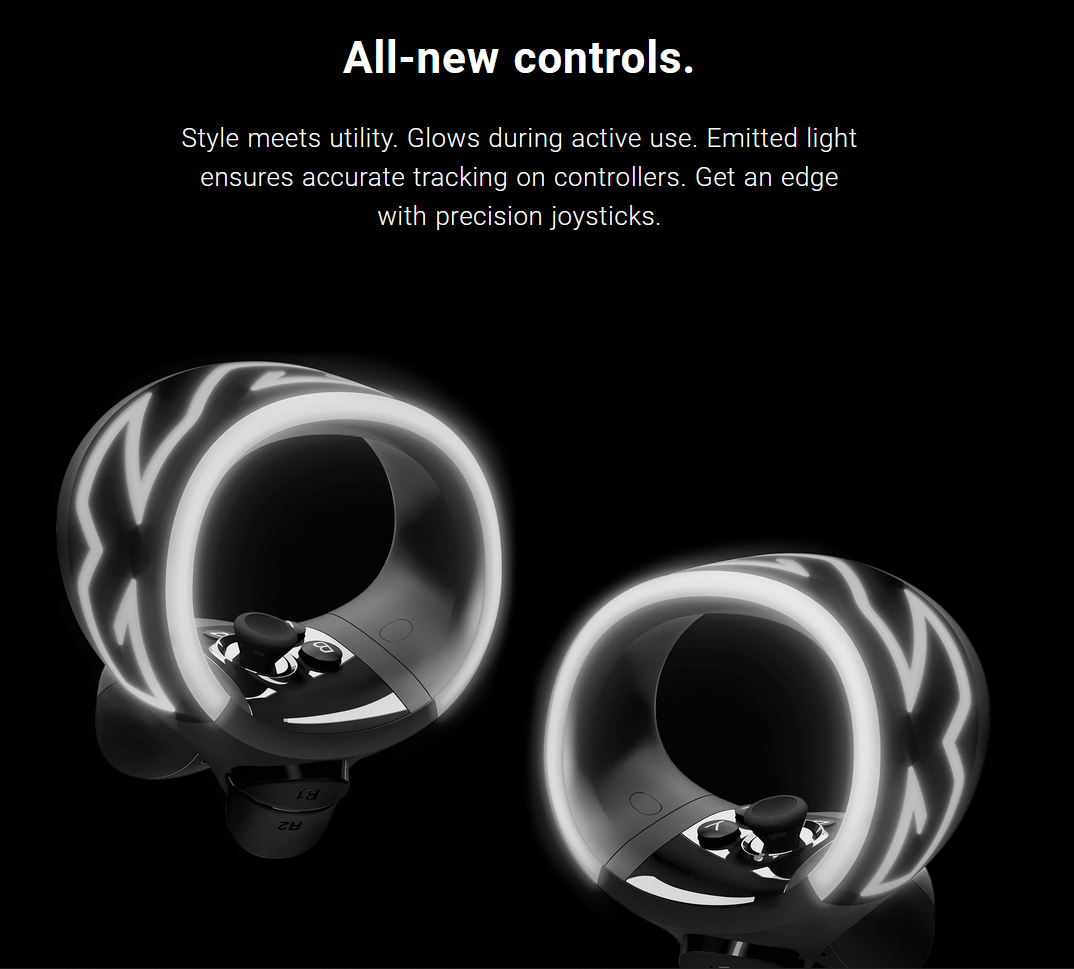 All-new controls.
Style meets utility. Glows during active use. Emitted light
ensures accurate tracking on controllers. Get an edge
with precision joysticks.
B
R1
R2
Y